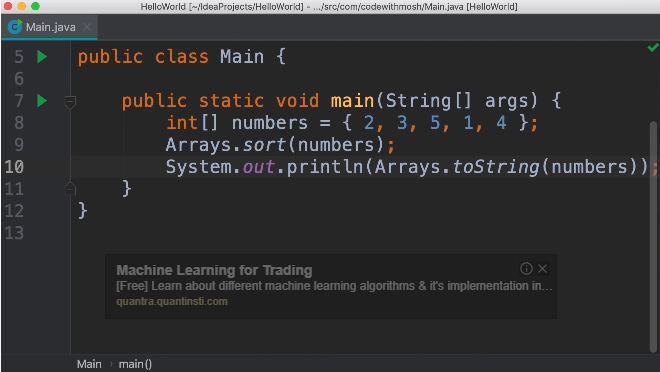 HelloWorld [~/IdeaProjects/HelloWorld] - .../src/com/codewithmosh/Main.java [HelloWorld]
Main.java
5 public class Main {
6
7 public static void main(String[] args) {
8 int[] numbers = { 2, 3, 5, 1, 4 };
9 Arrays.sort(numbers);
10 System.out.println(Arrays.toString(numbers));
11 }
12 }
13
Machine Learning for Trading
[Free] Learn about different machine learning algorithms & it's implementation in...
quantra.quantinsti.com
Main › main()